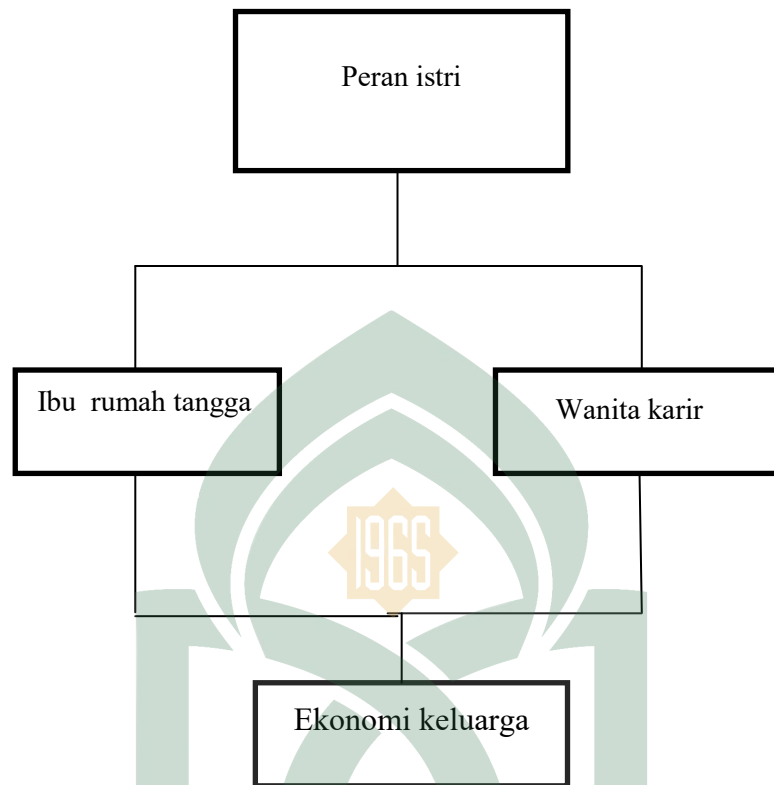 Peran istri
Ibu rumah tangga
Wanita karir
1965
Ekonomi keluarga